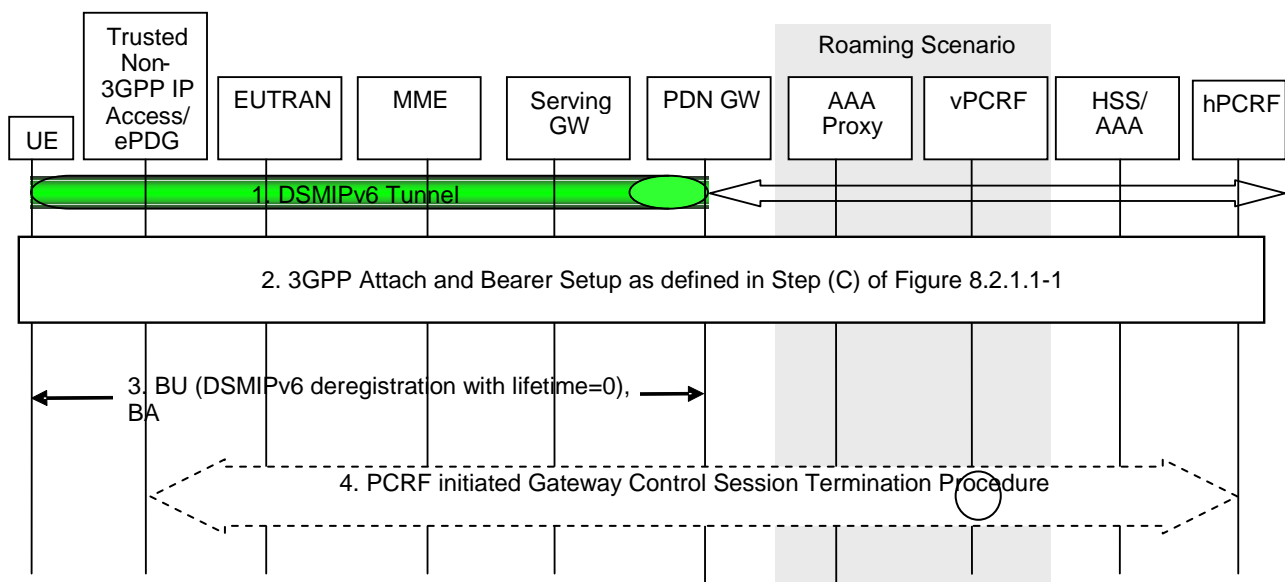 Roaming Scenario
UE
Trusted
Non-
3GPP IP
Access/
ePDG
EUTRAN
MME
Serving
GW
PDN GW
AAA
Proxy
vPCRF
HSS/
AAA
hPCRF
1. DSMIPv6 Tunnel
2. 3GPP Attach and Bearer Setup as defined in Step (C) of Figure 8.2.1.1-1
3. BU (DSMIPv6 deregistration with lifetime=0),
BA
4. PCRF initiated Gateway Control Session Termination Procedure